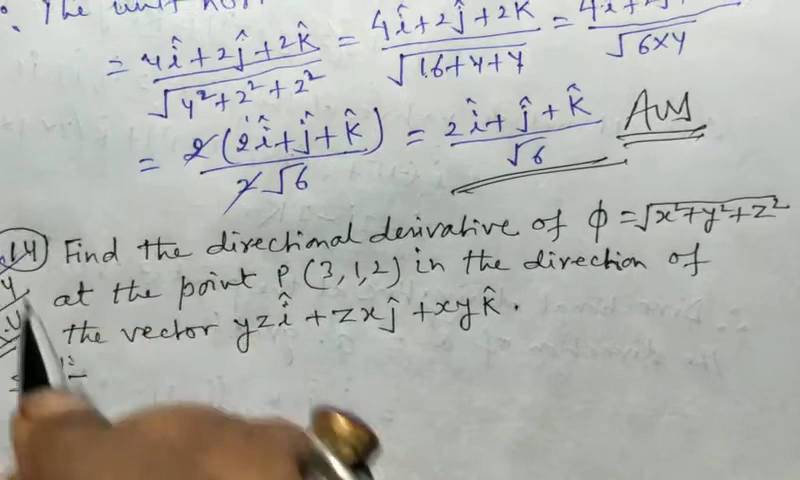 The unit
= 4î+2ĵ+2k̂ / √4²+2²+2² = 4î+2ĵ+2k̂ / √16+4+4 = / √6×4
= 2(2î+ĵ+k̂) / 2√6 = 2î+ĵ+k̂ / √6 Ans
14) Find the directional derivative of ϕ=√x²+y²+z²
at the point P (3,1,2) in the direction of
the vector yzî + zxĵ + xyk̂.